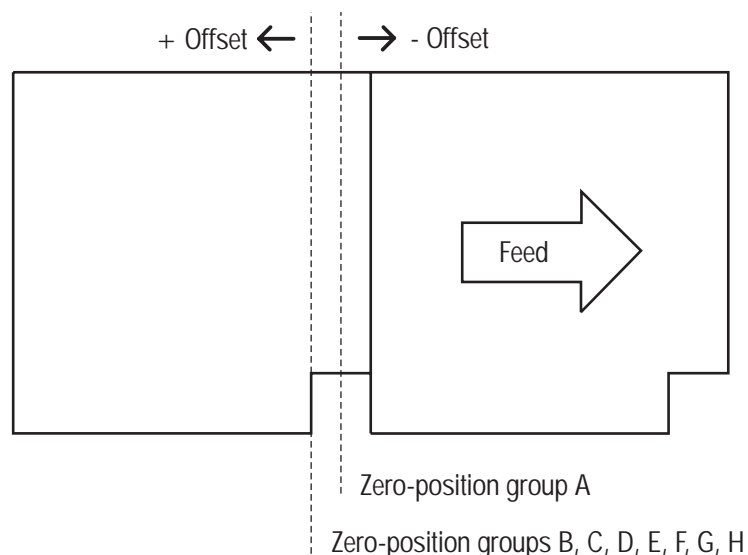 + Offset - Offset
Feed
Zero-position group A
Zero-position groups B, C, D, E, F, G, H